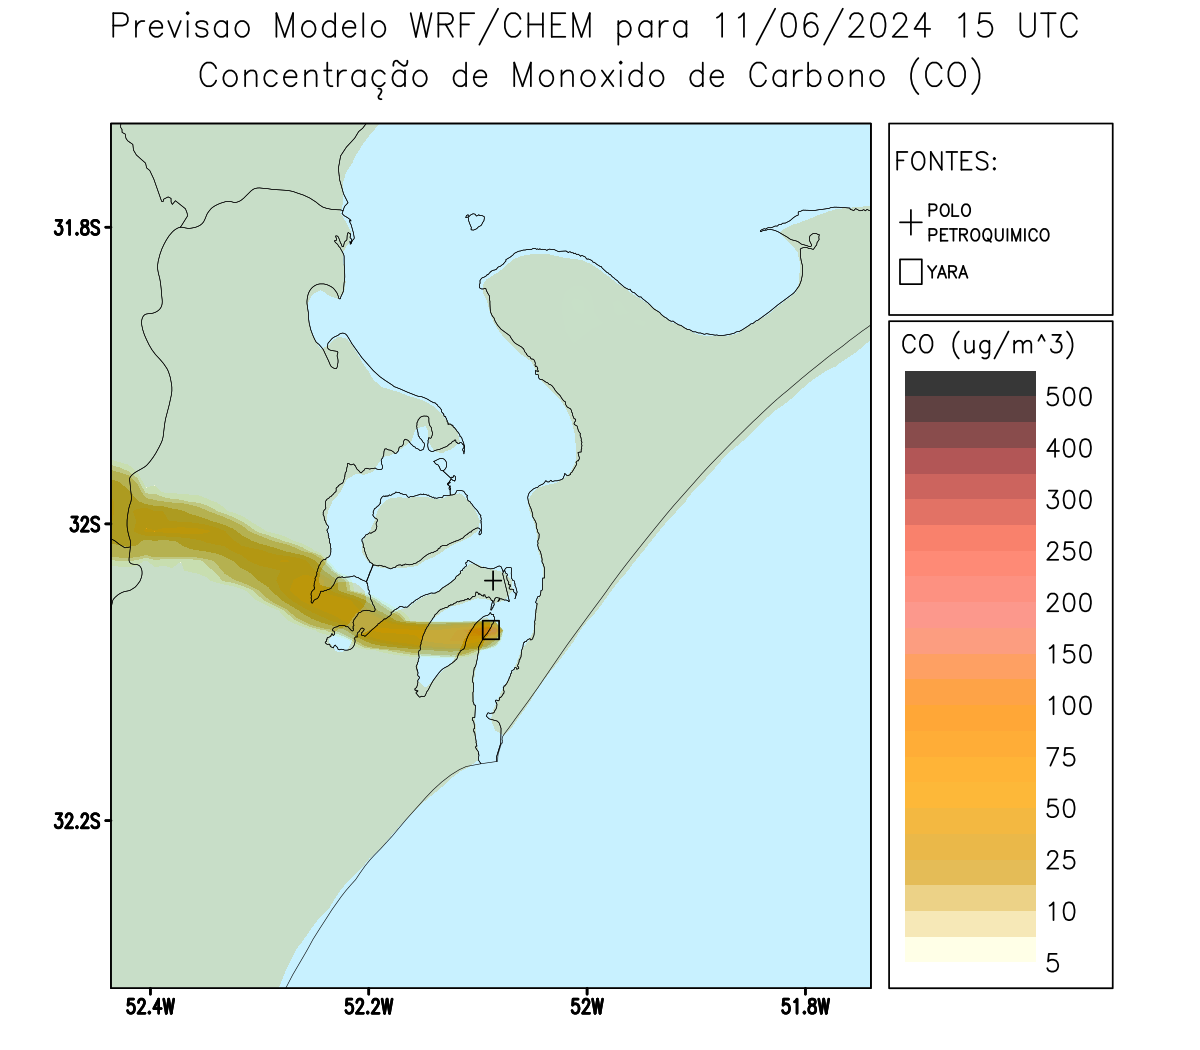 Previsao Modelo WRF/CHEM para 11/06/2024 15 UTC
Concentração de Monoxido de Carbono (CO)
FONTES:
POLO
PETROQUIMICO
YARA
CO (ug/m^3)
500
400
300
250
200
150
100
75
50
25
10
5
31.8S
32S
32.2S
52.4W
52.2W
52W
51.8W